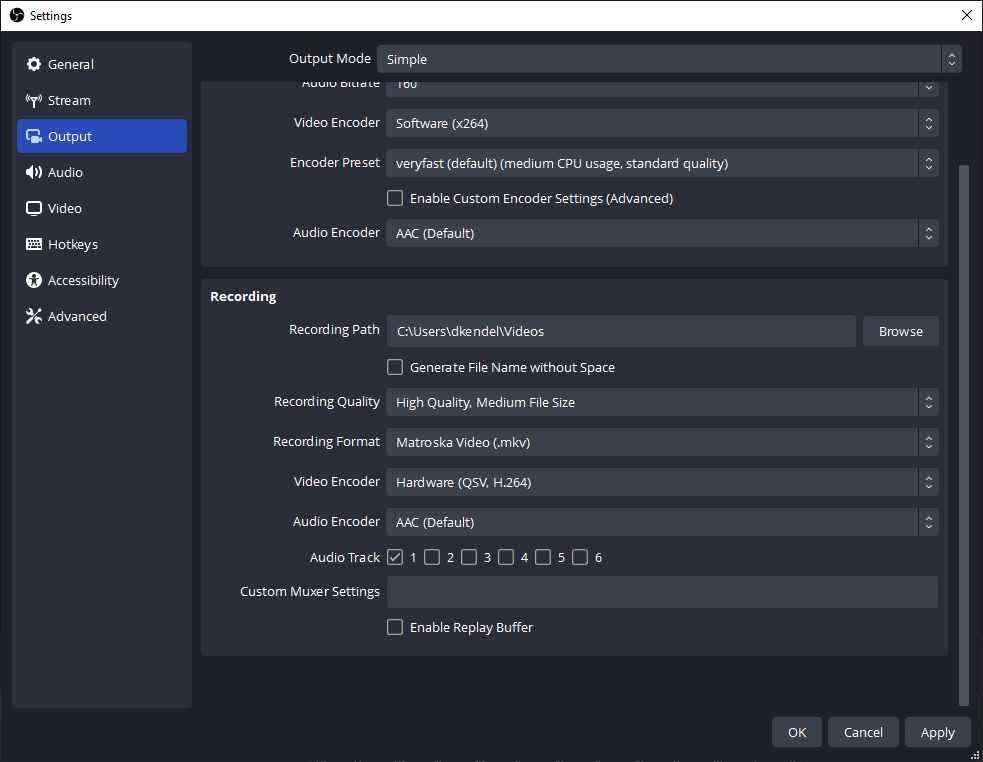 Settings
General
Stream
Output
Audio
Video
Hotkeys
Accessibility
Advanced
Output Mode Simple
Audio Bitrate 160
Video Encoder Software (x264)
Encoder Preset veryfast (default) (medium CPU usage, standard quality)
Enable Custom Encoder Settings (Advanced)
Audio Encoder AAC (Default)
Recording
Recording Path C:\Users\dkendel\Videos Browse
Generate File Name without Space
Recording Quality High Quality, Medium File Size
Recording Format Matroska Video (.mkv)
Video Encoder Hardware (QSV, H.264)
Audio Encoder AAC (Default)
Audio Track 1 2 3 4 5 6
Custom Muxer Settings
Enable Replay Buffer
OK Cancel Apply